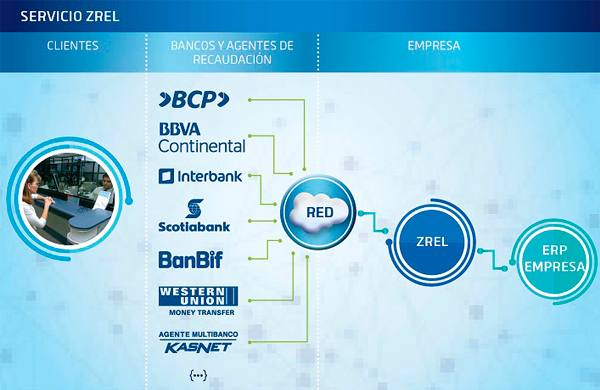 SERVICIO ZREL
CLIENTES
BANCOS Y AGENTES DE
RECAUDACIÓN
EMPRESA
BCP
BBVA
Continental
Interbank
Scotiabank
BanBif
WESTERN
UNION
MONEY TRANSFER
AGENTE MULTIBANCO
KASNET
{...}
RED
ZREL
ERP
EMPRESA